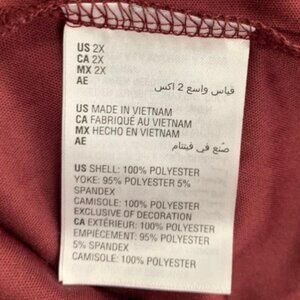 US 2X
CA 2X
MX 2X
AE قياس واسع 2 اكس
US MADE IN VIETNAM
CA FABRIQUÉ AU VIETNAM
MX HECHO EN VIETNAM
AE صنع في فيتنام
US SHELL: 100% POLYESTER
YOKE: 95% POLYESTER 5%
SPANDEX
CAMISOLE: 100% POLYESTER
EXCLUSIVE OF DECORATION
CA EXTÉRIEUR: 100% POLYESTER
EMPIÈCEMENT: 95% POLYESTER
5% SPANDEX
CAMISOLE: 100% POLYESTER